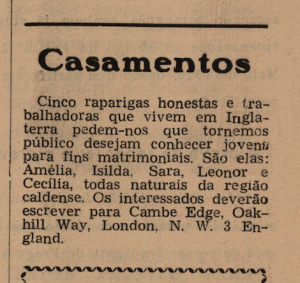 Casamentos
Cinco raparigas honestas e tra-
balhadoras que vivem em Ingla-
terra pedem-nos que tornemos
público desejam conhecer jovens
para fins matrimoniais. São elas:
Amélia, Isilda, Sara, Leonor e
Cecília, todas naturais da região
caldense. Os interessados deverão
escrever para Cambe Edge, Oak-
hill Way, London, N. W. 3 En-
gland.